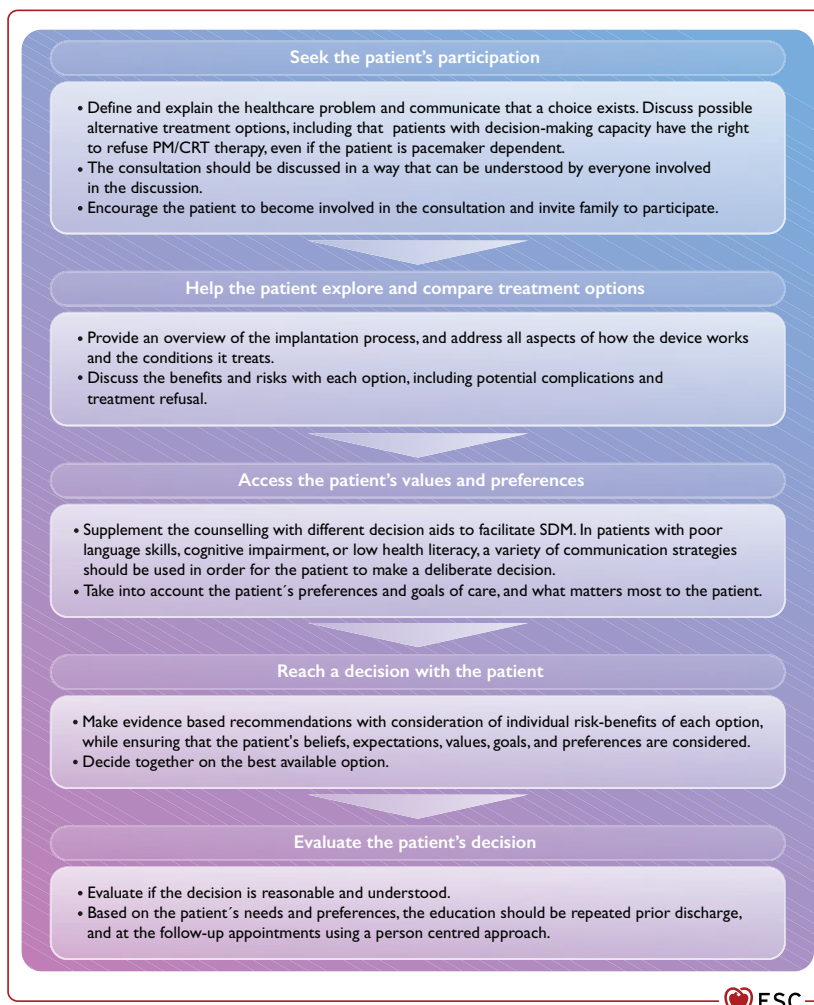 Seek the patient's participation
• Define and explain the healthcare problem and communicate that a choice exists. Discuss possible
alternative treatment options, including that patients with decision-making capacity have the right
to refuse PM/CRT therapy, even if the patient is pacemaker dependent.
• The consultation should be discussed in a way that can be understood by everyone involved
in the discussion.
• Encourage the patient to become involved in the consultation and invite family to participate.
Help the patient explore and compare treatment options
• Provide an overview of the implantation process, and address all aspects of how the device works
and the conditions it treats.
• Discuss the benefits and risks with each option, including potential complications and
treatment refusal.
Access the patient's values and preferences
• Supplement the counselling with different decision aids to facilitate SDM. In patients with poor
language skills, cognitive impairment, or low health literacy, a variety of communication strategies
should be used in order for the patient to make a deliberate decision.
• Take into account the patient´s preferences and goals of care, and what matters most to the patient.
Reach a decision with the patient
• Make evidence based recommendations with consideration of individual risk-benefits of each option,
while ensuring that the patient's beliefs, expectations, values, goals, and preferences are considered.
• Decide together on the best available option.
Evaluate the patient's decision
• Evaluate if the decision is reasonable and understood.
• Based on the patient´s needs and preferences, the education should be repeated prior discharge,
and at the follow-up appointments using a person centred approach.
ESC